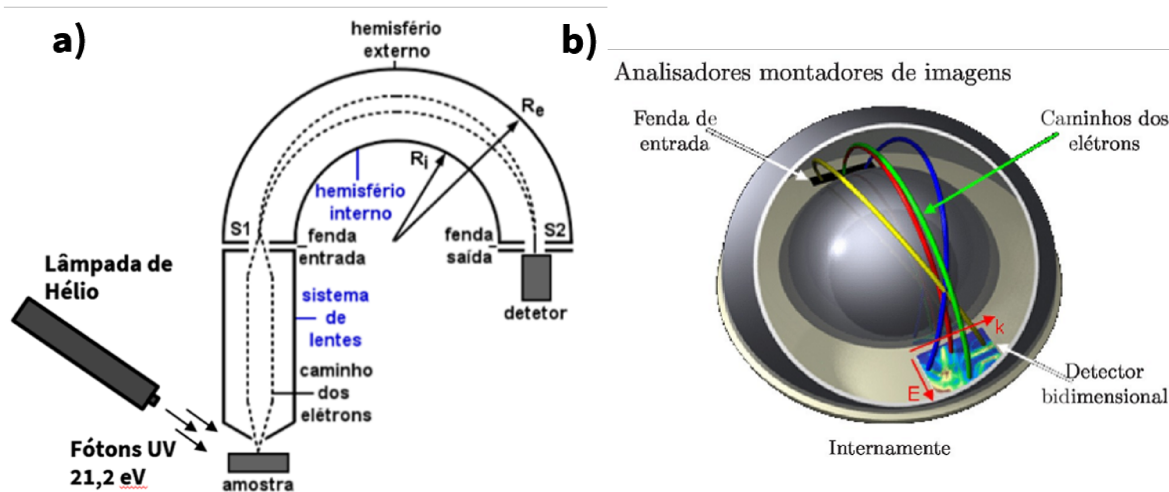 a)
hemisfério
externo
Re
Ri
hemisfério
interno
S1
fenda
entrada
fenda
saída
S2
detetor
Lâmpada de
Hélio
sistema
de
lentes
caminho
dos
elétrons
Fótons UV
21,2 eV
amostra
b)
Analisadores montadores de imagens
Fenda de
entrada
Caminhos dos
elétrons
k
E
Detector
bidimensional
Internamente